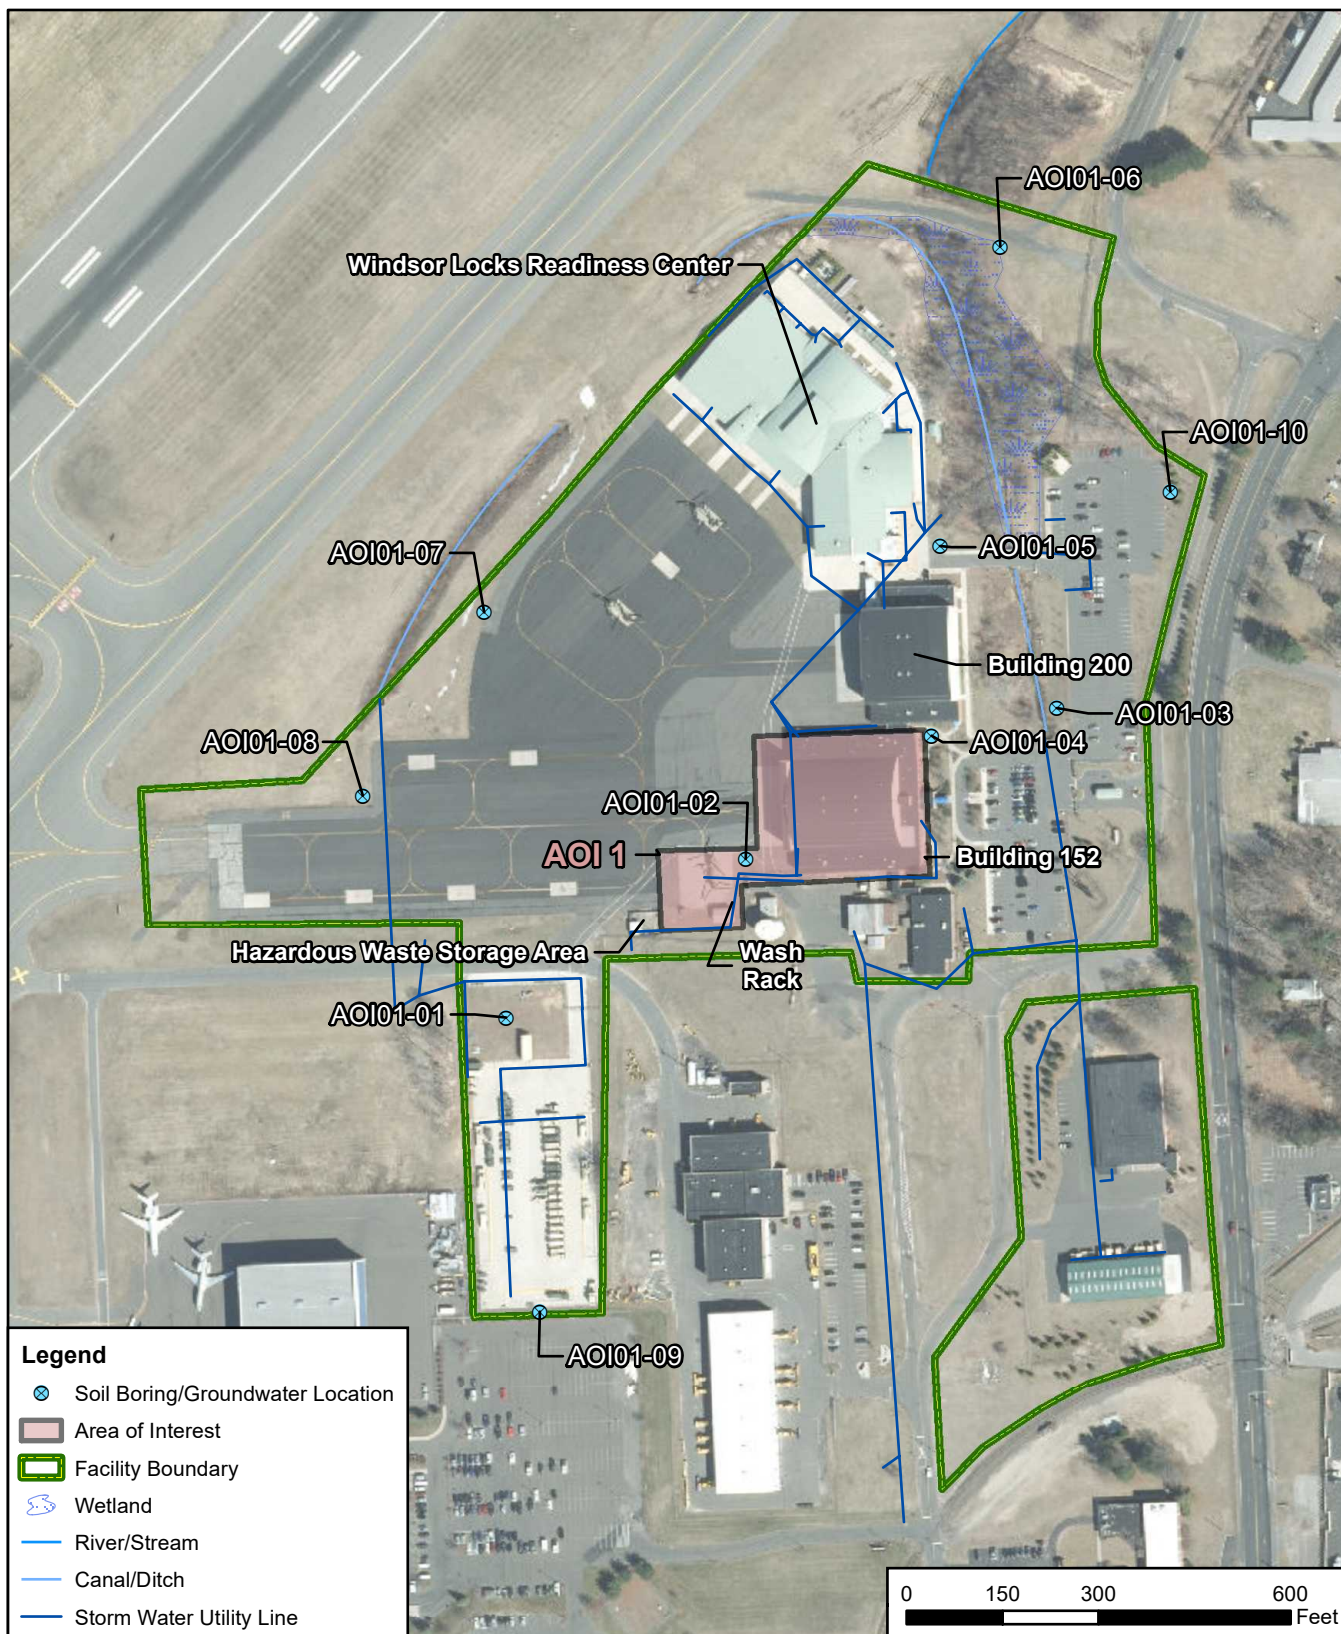 AOI01-06
Windsor Locks Readiness Center
AOI01-10
AOI01-05
AOI01-07
Building 200
AOI01-03
AOI01-08
AOI01-04
AOI01-02
AOI 1
Building 152
Hazardous Waste Storage Area
Wash
Rack
AOI01-01
AOI01-09
Legend
Soil Boring/Groundwater Location
Area of Interest
Facility Boundary
Wetland
River/Stream
Canal/Ditch
Storm Water Utility Line
0 150 300 600
Feet